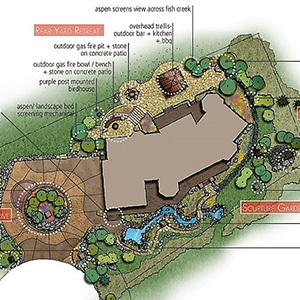 aspen screens view across fish creek
REAR YARD RETREAT
overhead trellis-
outdoor bar + kitchen
+ bbq
outdoor gas fire pit + stone
on concrete patio
outdoor gas fire bowl / bench
+ stone on concrete patio
purple post mounted
birdhouse
aspen/ landscape bed
screening mechanical
SCULPTURE GARDE